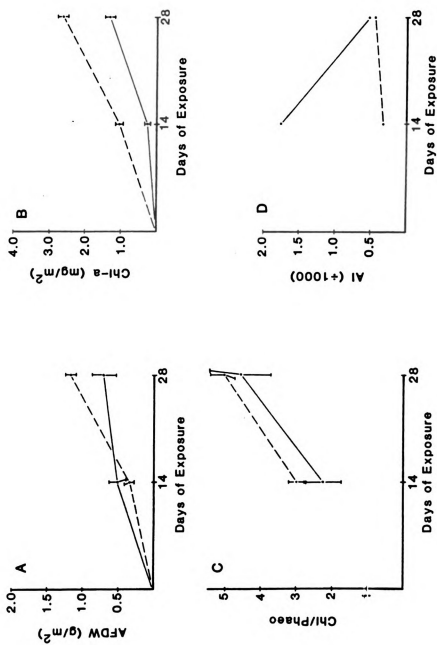 A
2.0
1.5
1.0
0.5
AFDW (g/m²)
14
28
Days of Exposure
B
4.0
3.0
2.0
1.0
Chl-a (mg/m²)
14
28
Days of Exposure
C
5
4
3
2
1
Chl/Phaeo
14
28
Days of Exposure
D
2.0
1.5
1.0
0.5
AI (÷1000)
14
28
Days of Exposure